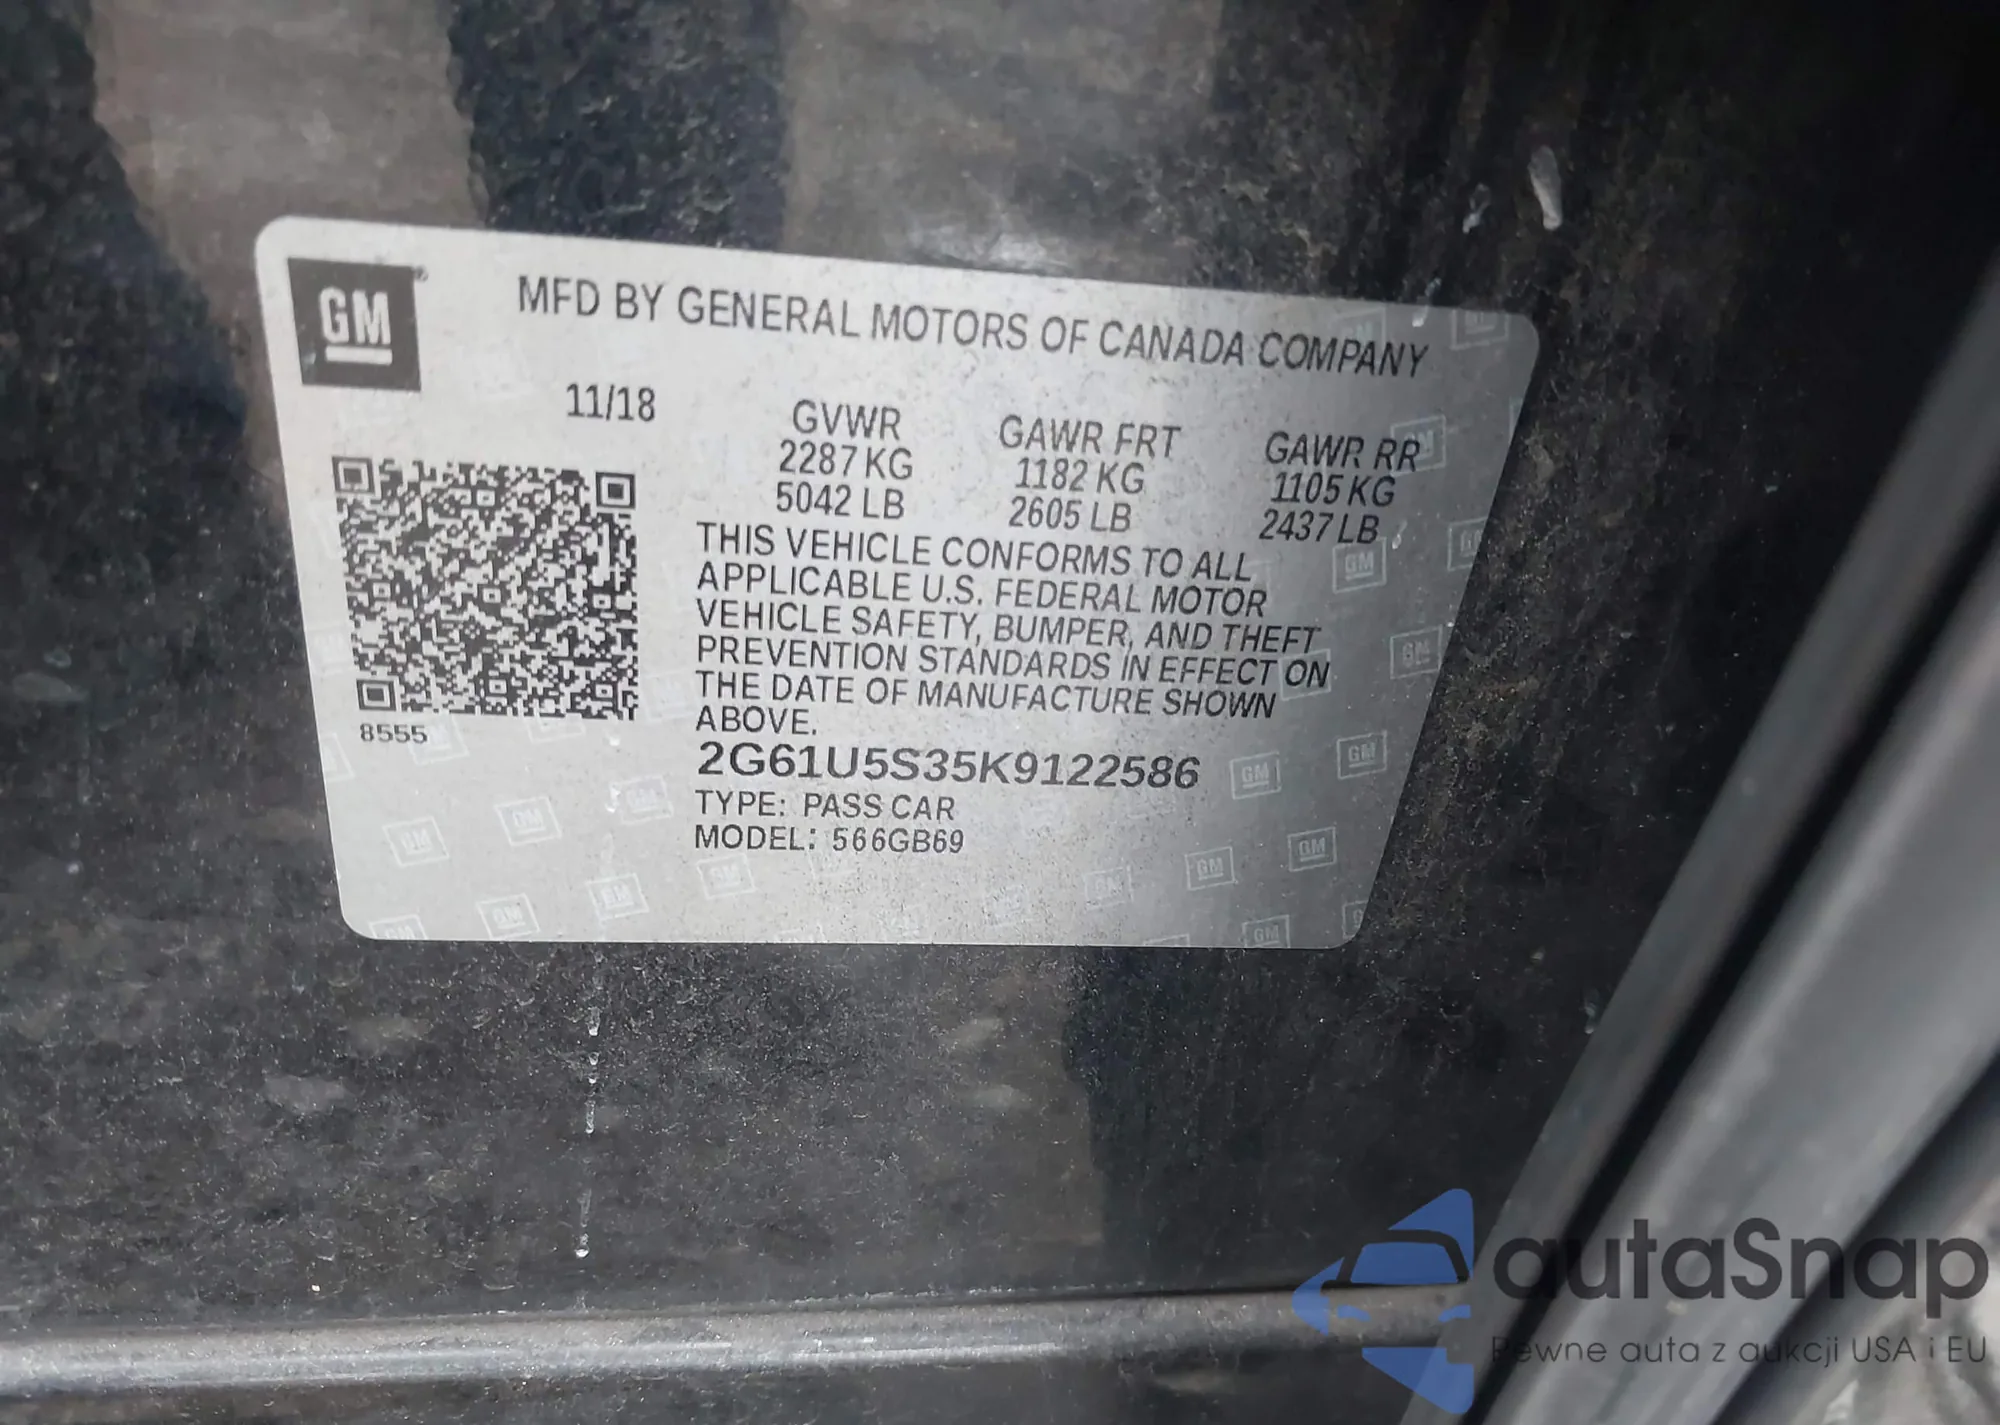 GM
MFD BY GENERAL MOTORS OF CANADA COMPANY
11/18
GVWR GAWR FRT GAWR RR
2287 KG 1182 KG 1105 KG
5042 LB 2605 LB 2437 LB
THIS VEHICLE CONFORMS TO ALL
APPLICABLE U.S. FEDERAL MOTOR
VEHICLE SAFETY, BUMPER, AND THEFT
PREVENTION STANDARDS IN EFFECT ON
THE DATE OF MANUFACTURE SHOWN
ABOVE.
8555
2G61U5S35K9122586
TYPE: PASS CAR
MODEL: 566GB69
autaSnap
Pewne auta z aukcji USA i EU